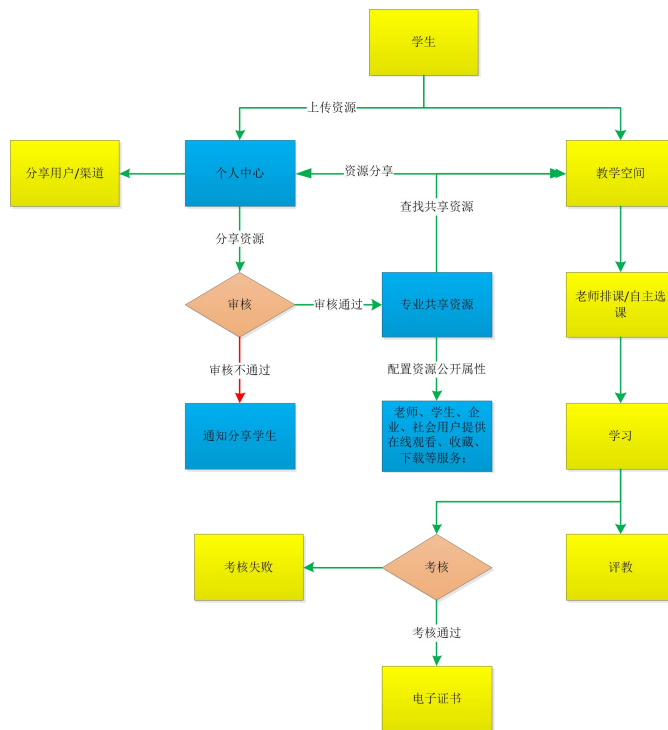 学生
上传资源
分享用户/渠道
个人中心
资源分享
教学空间
查找共享资源
分享资源
审核
审核通过
专业共享资源
老师排课/自主选
课
审核不通过
配置资源公开属性
通知分享学生
老师、学生、企
业、社会用户提供
在线观看、收藏、
下载等服务；
学习
考核失败
考核
评教
考核通过
电子证书